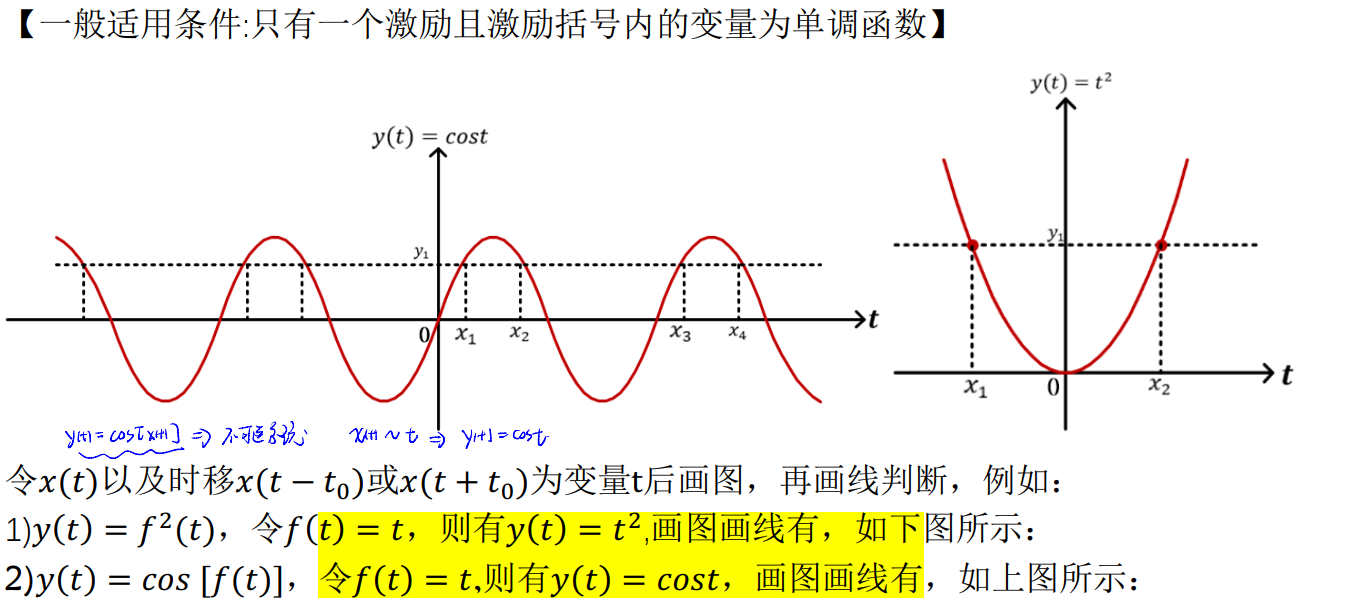 【一般适用条件:只有一个激励且激励括号内的变量为单调函数】
y(t) = cost
y₁
0 x₁ x₂ x₃ x₄ t
y(t) = t²
y₁
x₁ 0 x₂ t
y(t)=cos[x(t)] ⇒ 不可逆系统 x(t) ~ t ⇒ y(t)=cost
令x(t)以及时移x(t − t₀)或x(t + t₀)为变量t后画图，再画线判断，例如：
1)y(t) = f²(t)，令f(t) = t，则有y(t) = t²,画图画线有，如下图所示：
2)y(t) = cos [f(t)]，令f(t) = t,则有y(t) = cost，画图画线有，如上图所示：